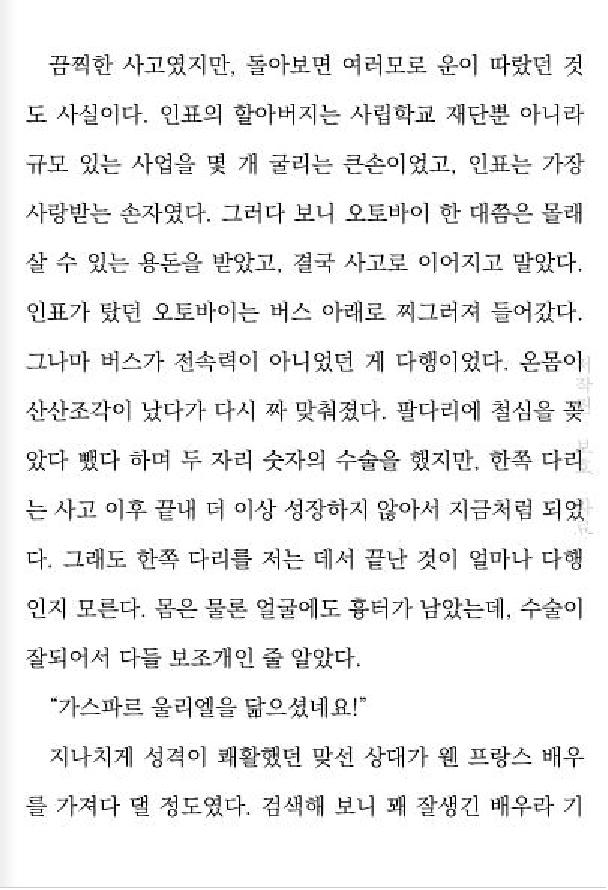 끔찍한 사고였지만, 돌아보면 여러모로 운이 따랐던 것
도 사실이다. 인표의 할아버지는 사립학교 재단뿐 아니라
규모 있는 사업을 몇 개 굴리는 큰손이었고, 인표는 가장
사랑받는 손자였다. 그러다 보니 오토바이 한 대쯤은 몰래
살 수 있는 용돈을 받았고, 결국 사고로 이어지고 말았다.
인표가 탔던 오토바이는 버스 아래로 찌그러져 들어갔다.
그나마 버스가 전속력이 아니었던 게 다행이었다. 온몸이
산산조각이 났다가 다시 짜 맞춰졌다. 팔다리에 철심을 꽂
았다 뺐다 하며 두 자리 숫자의 수술을 했지만, 한쪽 다리
는 사고 이후 끝내 더 이상 성장하지 않아서 지금처럼 되었
다. 그래도 한쪽 다리를 저는 데서 끝난 것이 얼마나 다행
인지 모른다. 몸은 물론 얼굴에도 흉터가 남았는데, 수술이
잘되어서 다들 보조개인 줄 알았다.
“가스파르 울리엘을 닮으셨네요!”
지나치게 성격이 쾌활했던 맞선 상대가 웬 프랑스 배우
를 가져다 댈 정도였다. 검색해 보니 꽤 잘생긴 배우라 기